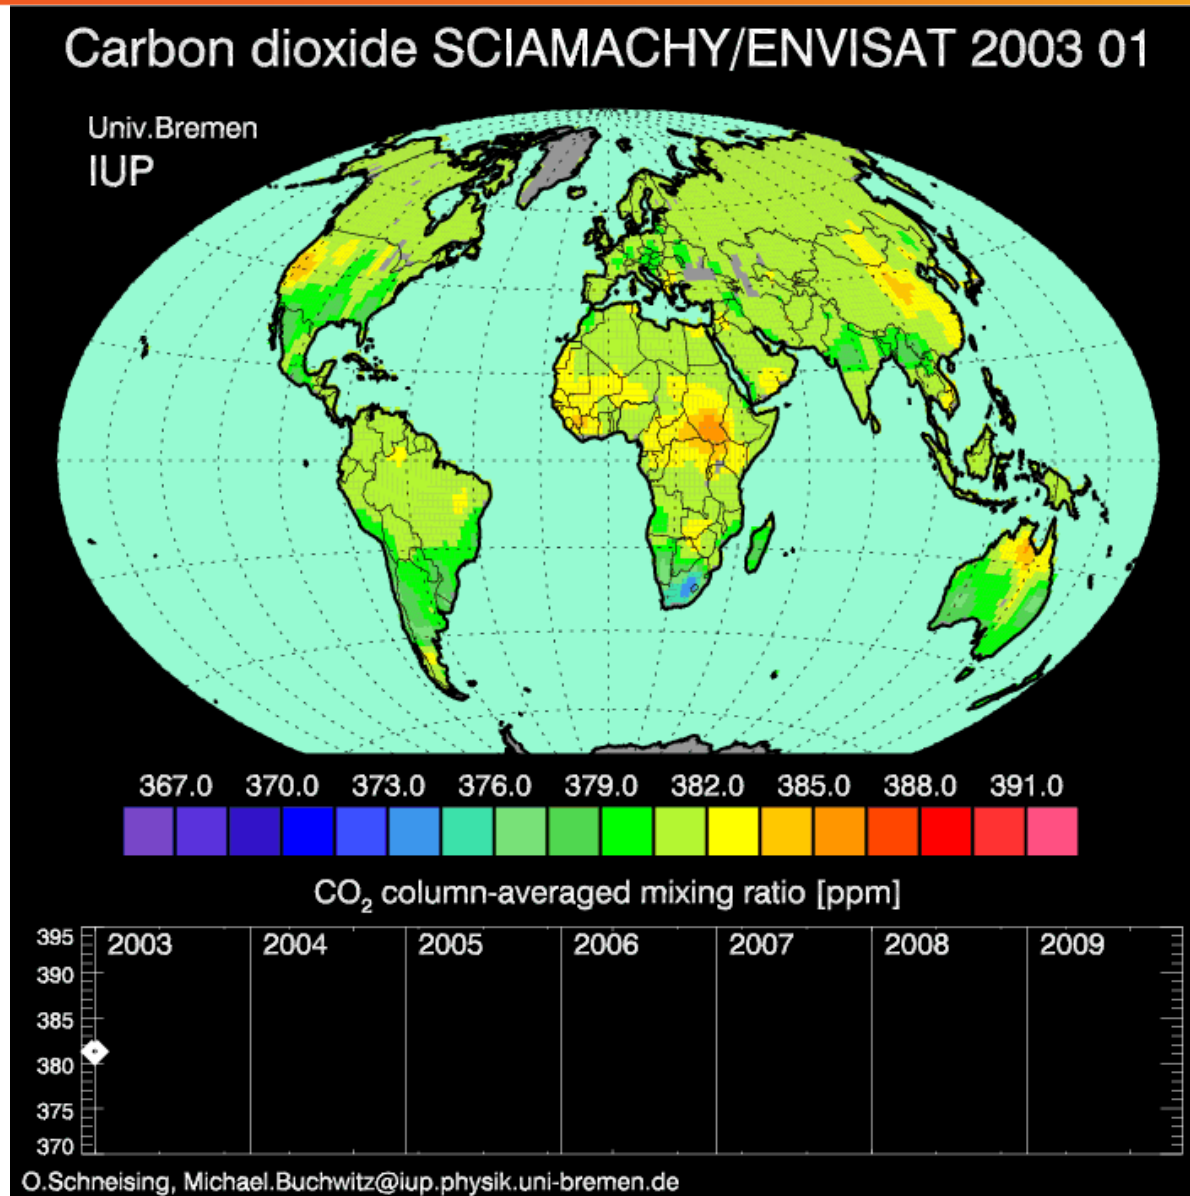 Carbon dioxide SCIAMACHY/ENVISAT 2003 01
Univ.Bremen
IUP
367.0 370.0 373.0 376.0 379.0 382.0 385.0 388.0 391.0
CO₂ column-averaged mixing ratio [ppm]
395 2003 2004 2005 2006 2007 2008 2009
390
385
380
375
370
O.Schneising, Michael.Buchwitz@iup.physik.uni-bremen.de